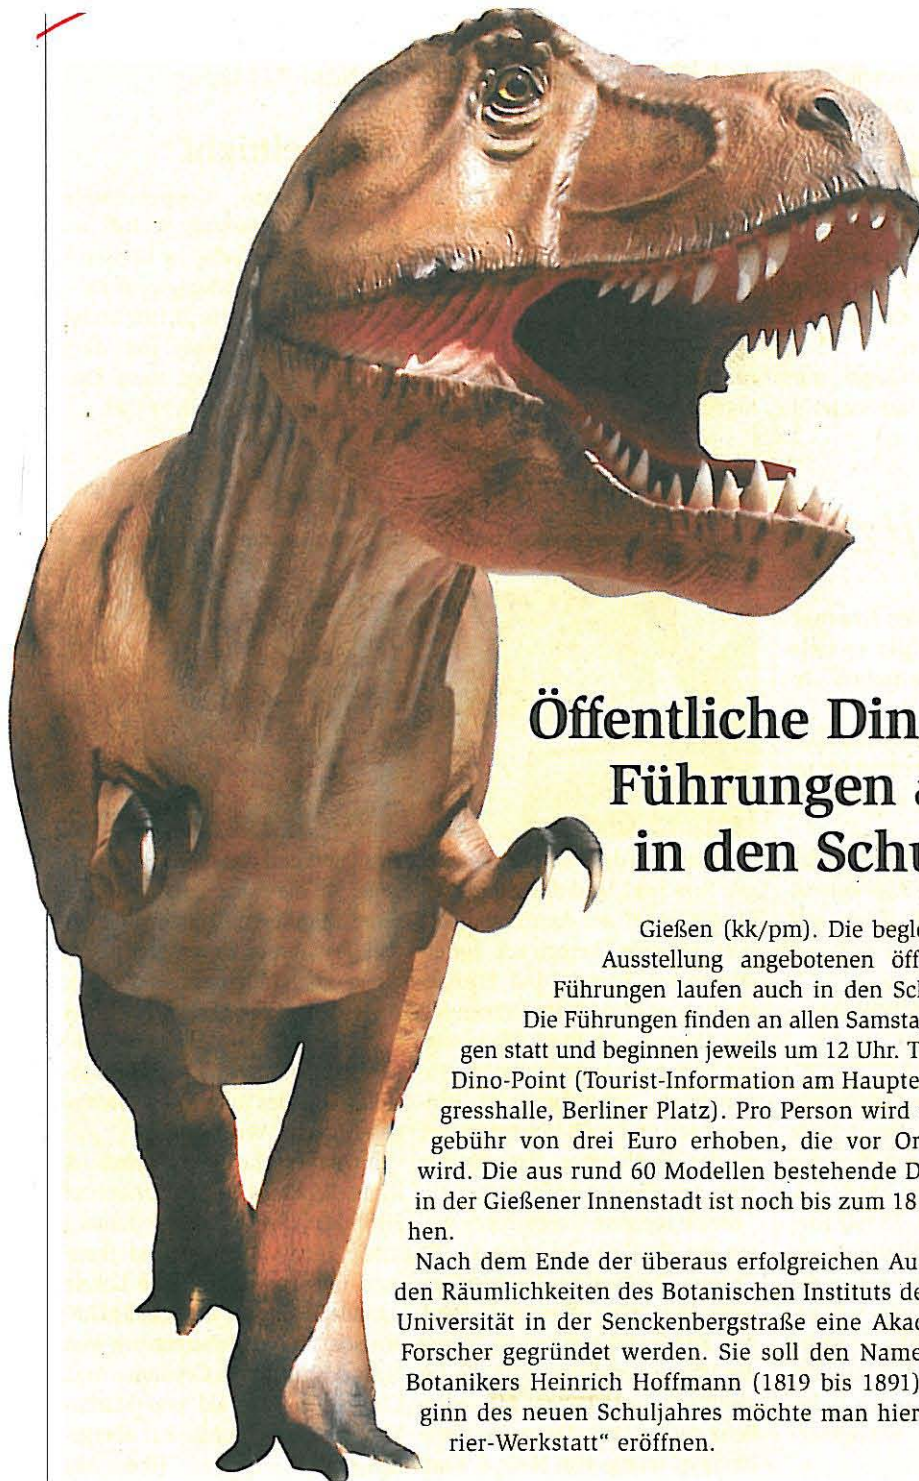 Öffentliche Din
Führungen a
in den Schu
Gießen (kk/pm). Die begle
Ausstellung angebotenen öff
Führungen laufen auch in den Sc
Die Führungen finden an allen Samsta
gen statt und beginnen jeweils um 12 Uhr. T
Dino-Point (Tourist-Information am Haupte
gresshalle, Berliner Platz). Pro Person wird
gebühr von drei Euro erhoben, die vor Or
wird. Die aus rund 60 Modellen bestehende D
in der Gießener Innenstadt ist noch bis zum 18
hen.
Nach dem Ende der überaus erfolgreichen Au
den Räumlichkeiten des Botanischen Instituts de
Universität in der Senckenbergstraße eine Akad
Forscher gegründet werden. Sie soll den Name
Botanikers Heinrich Hoffmann (1819 bis 1891)
ginn des neuen Schuljahres möchte man hier
rier-Werkstatt“ eröffnen.